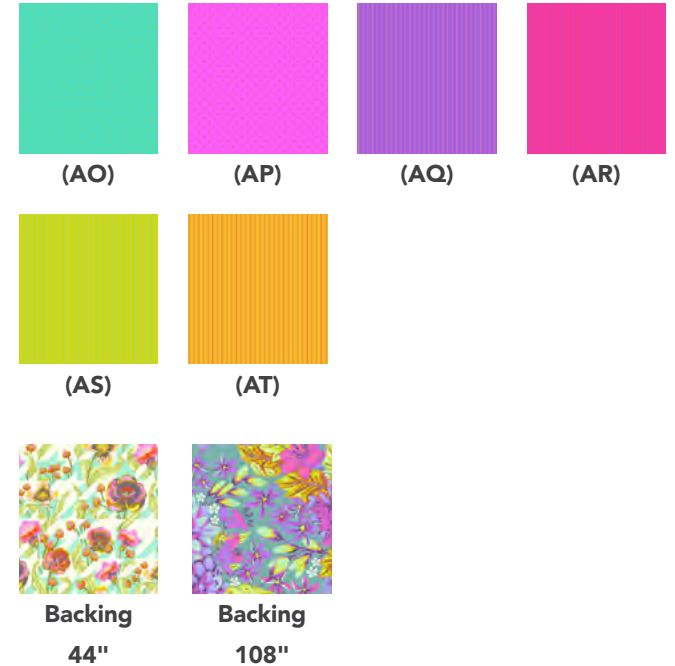 (AO) (AP) (AQ) (AR)
(AS) (AT)
Backing Backing
44" 108"